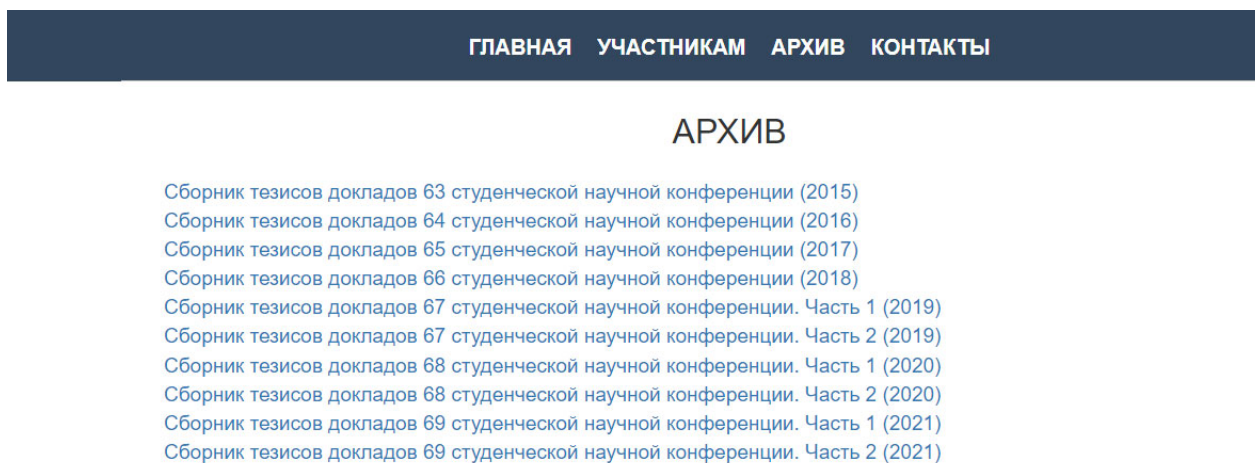 ГЛАВНАЯ УЧАСТНИКАМ АРХИВ КОНТАКТЫ
АРХИВ
Сборник тезисов докладов 63 студенческой научной конференции (2015)
Сборник тезисов докладов 64 студенческой научной конференции (2016)
Сборник тезисов докладов 65 студенческой научной конференции (2017)
Сборник тезисов докладов 66 студенческой научной конференции (2018)
Сборник тезисов докладов 67 студенческой научной конференции. Часть 1 (2019)
Сборник тезисов докладов 67 студенческой научной конференции. Часть 2 (2019)
Сборник тезисов докладов 68 студенческой научной конференции. Часть 1 (2020)
Сборник тезисов докладов 68 студенческой научной конференции. Часть 2 (2020)
Сборник тезисов докладов 69 студенческой научной конференции. Часть 1 (2021)
Сборник тезисов докладов 69 студенческой научной конференции. Часть 2 (2021)